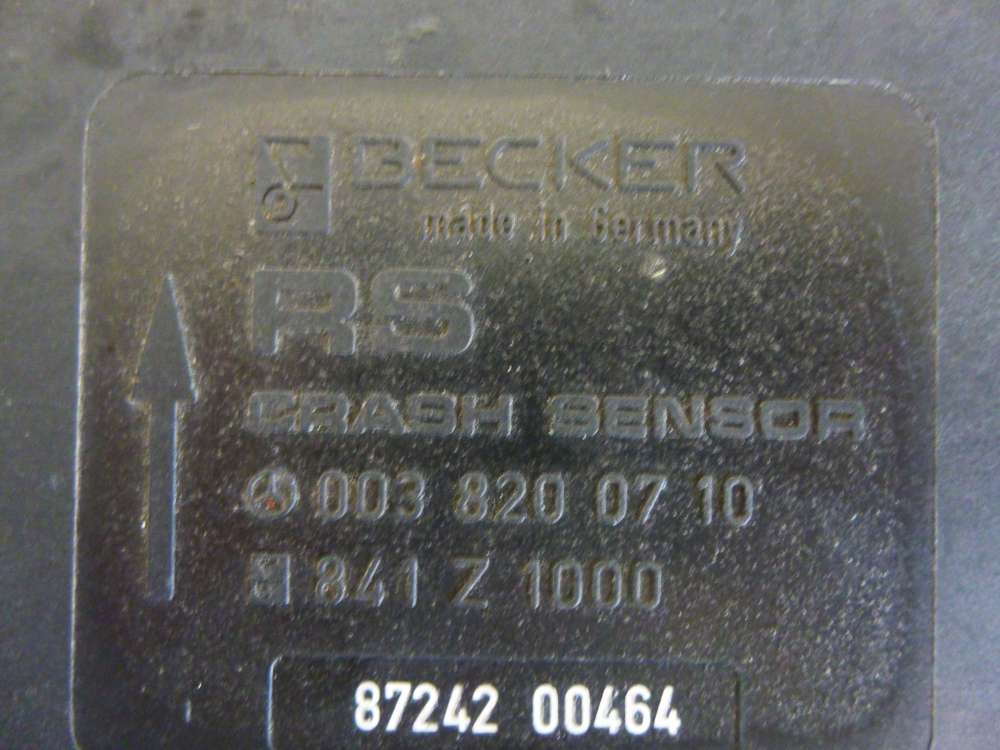 BECKER
made in Germany
RS
CRASH SENSOR
003 820 07 10
841 Z 1000
87242 00464